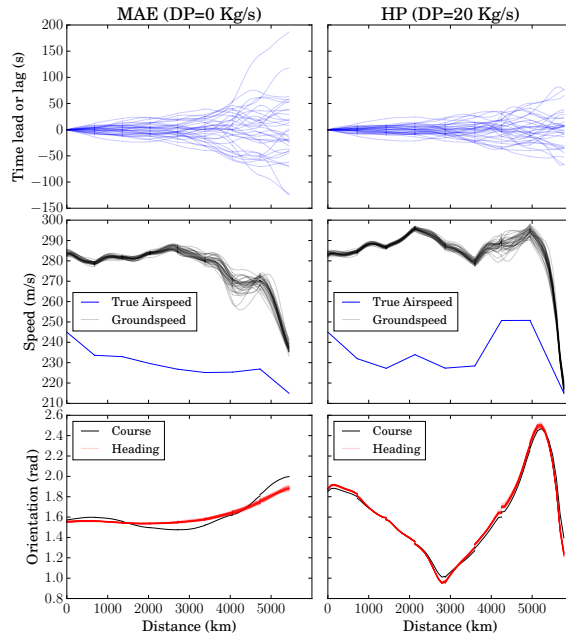 MAE (DP=0 Kg/s)
HP (DP=20 Kg/s)
Time lead or lag (s)
200
150
100
50
0
−50
−100
−150
Speed (m/s)
300
290
280
270
260
250
240
230
220
210
True Airspeed
Groundspeed
True Airspeed
Groundspeed
Orientation (rad)
2.6
2.4
2.2
2.0
1.8
1.6
1.4
1.2
1.0
0.8
Course
Heading
Course
Heading
0 1000 2000 3000 4000 5000
0 1000 2000 3000 4000 5000
Distance (km)
Distance (km)